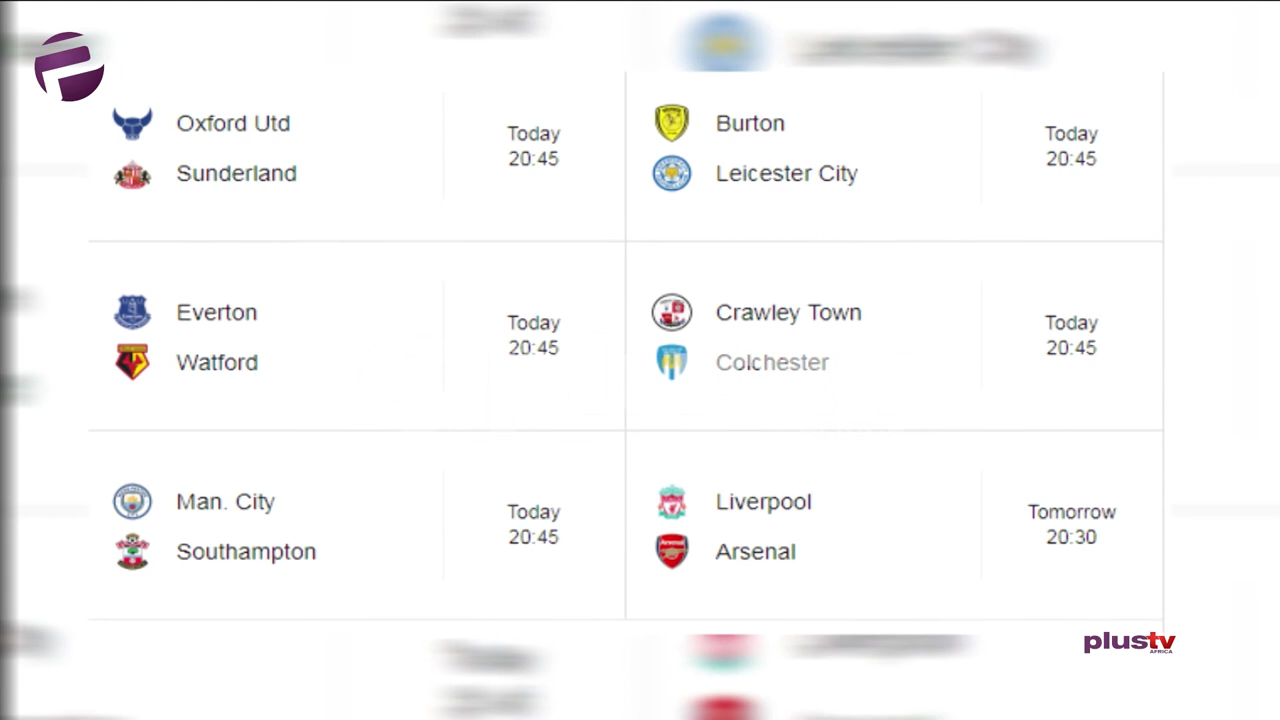 Oxford Utd
Sunderland
Today
20:45
Burton
Leicester City
Today
20:45
Everton
Watford
Today
20:45
Crawley Town
Colchester
Today
20:45
Man. City
Southampton
Today
20:45
Liverpool
Arsenal
Tomorrow
20:30
plustv
AFRICA